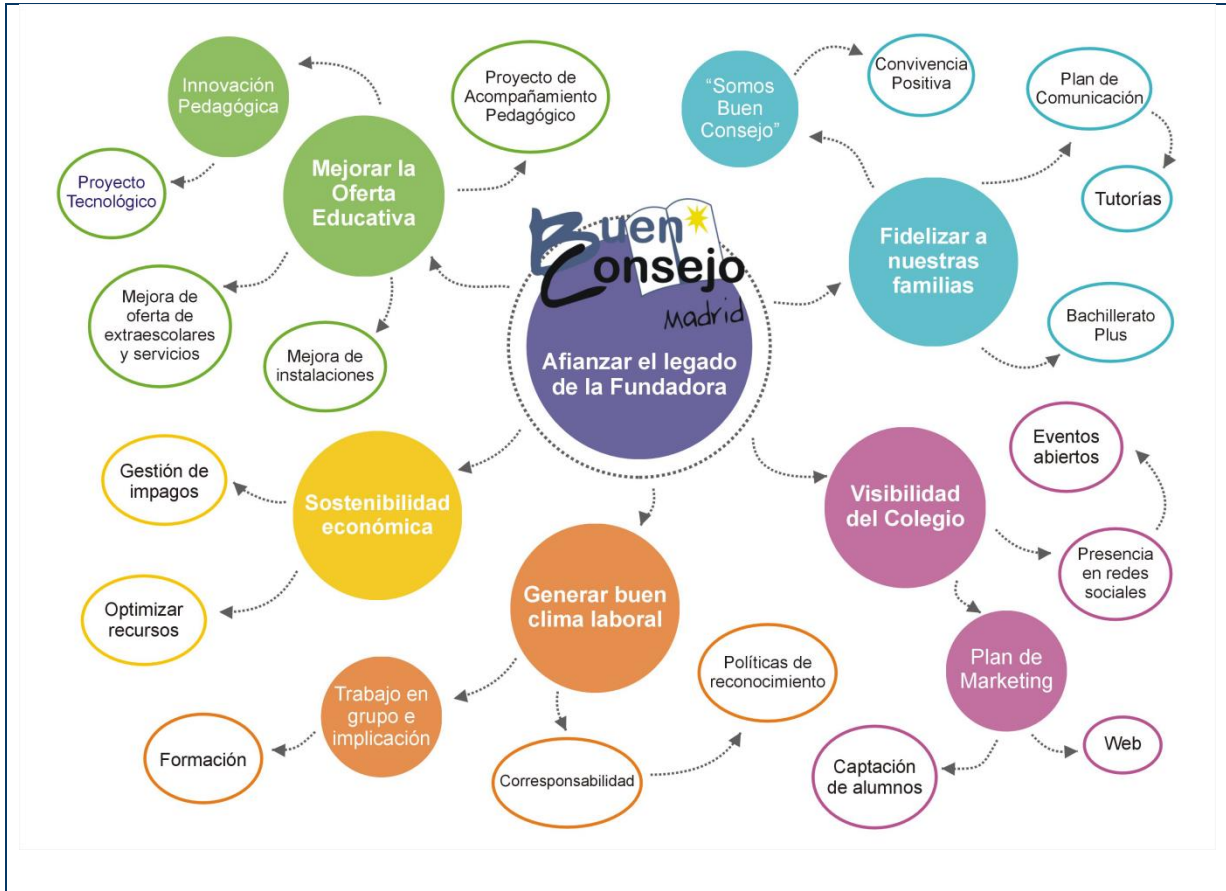 Innovación
Pedagógica
Proyecto de
Acompañamiento
Pedagógico
Proyecto
Tecnológico
Mejorar la
Oferta
Educativa
Mejora de
oferta de
extraescolares
y servicios
Mejora de
instalaciones
"Somos
Buen
Consejo"
Convivencia
Positiva
Plan de
Comunicación
Tutorías
Fidelizar a
nuestras
familias
Bachillerato
Plus
Buen
Consejo
Madrid
Afianzar el legado
de la Fundadora
Gestión de
impagos
Sostenibilidad
económica
Optimizar
recursos
Generar buen
clima laboral
Trabajo en
grupo e
implicación
Formación
Corresponsabilidad
Políticas de
reconocimiento
Visibilidad
del Colegio
Eventos
abiertos
Presencia
en redes
sociales
Plan de
Marketing
Captación
de alumnos
Web